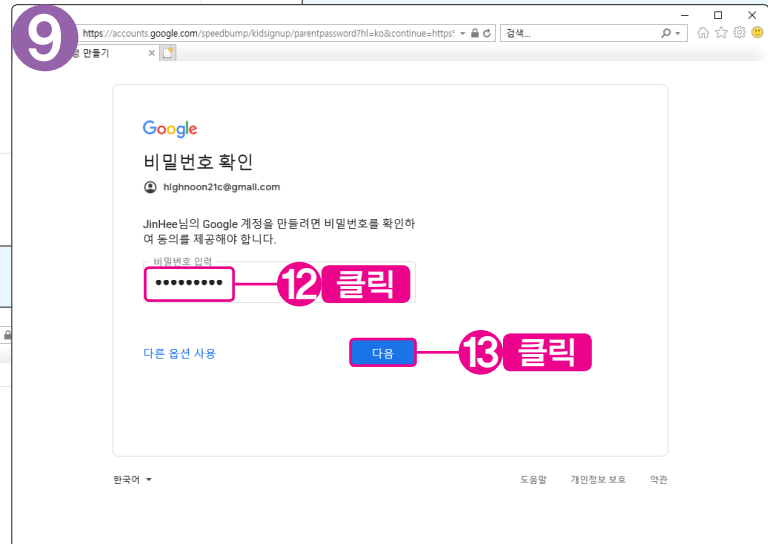 9
https://accounts.google.com/speedbump/kidsignup/parentpassword?hl=ko&continue=https%
검색...
정 만들기
Google
비밀번호 확인
highnoon21c@gmail.com
JinHee님의 Google 계정을 만들려면 비밀번호를 확인하
여 동의를 제공해야 합니다.
비밀번호 입력
•••••••••
12 클릭
다른 옵션 사용
다음
13 클릭
한국어
도움말
개인정보 보호
약관